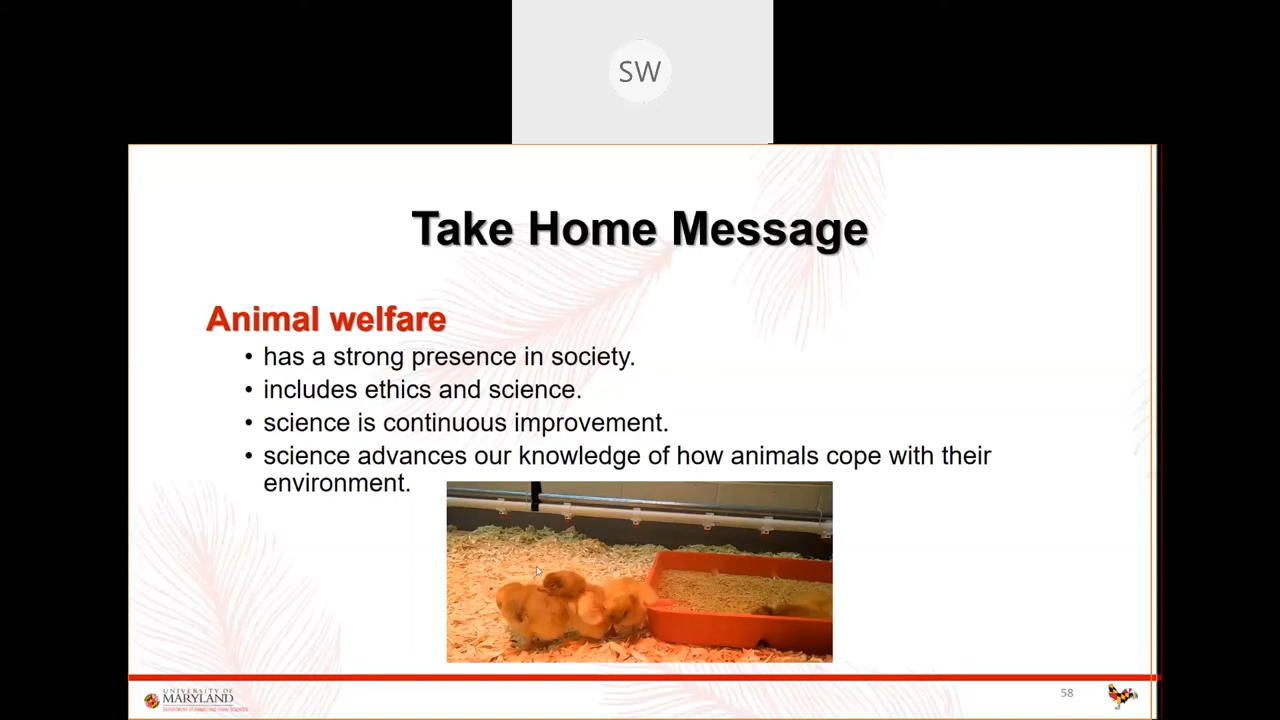 SW
Take Home Message
Animal welfare
• has a strong presence in society.
• includes ethics and science.
• science is continuous improvement.
• science advances our knowledge of how animals cope with their
environment.
UNIVERSITY OF
MARYLAND
58